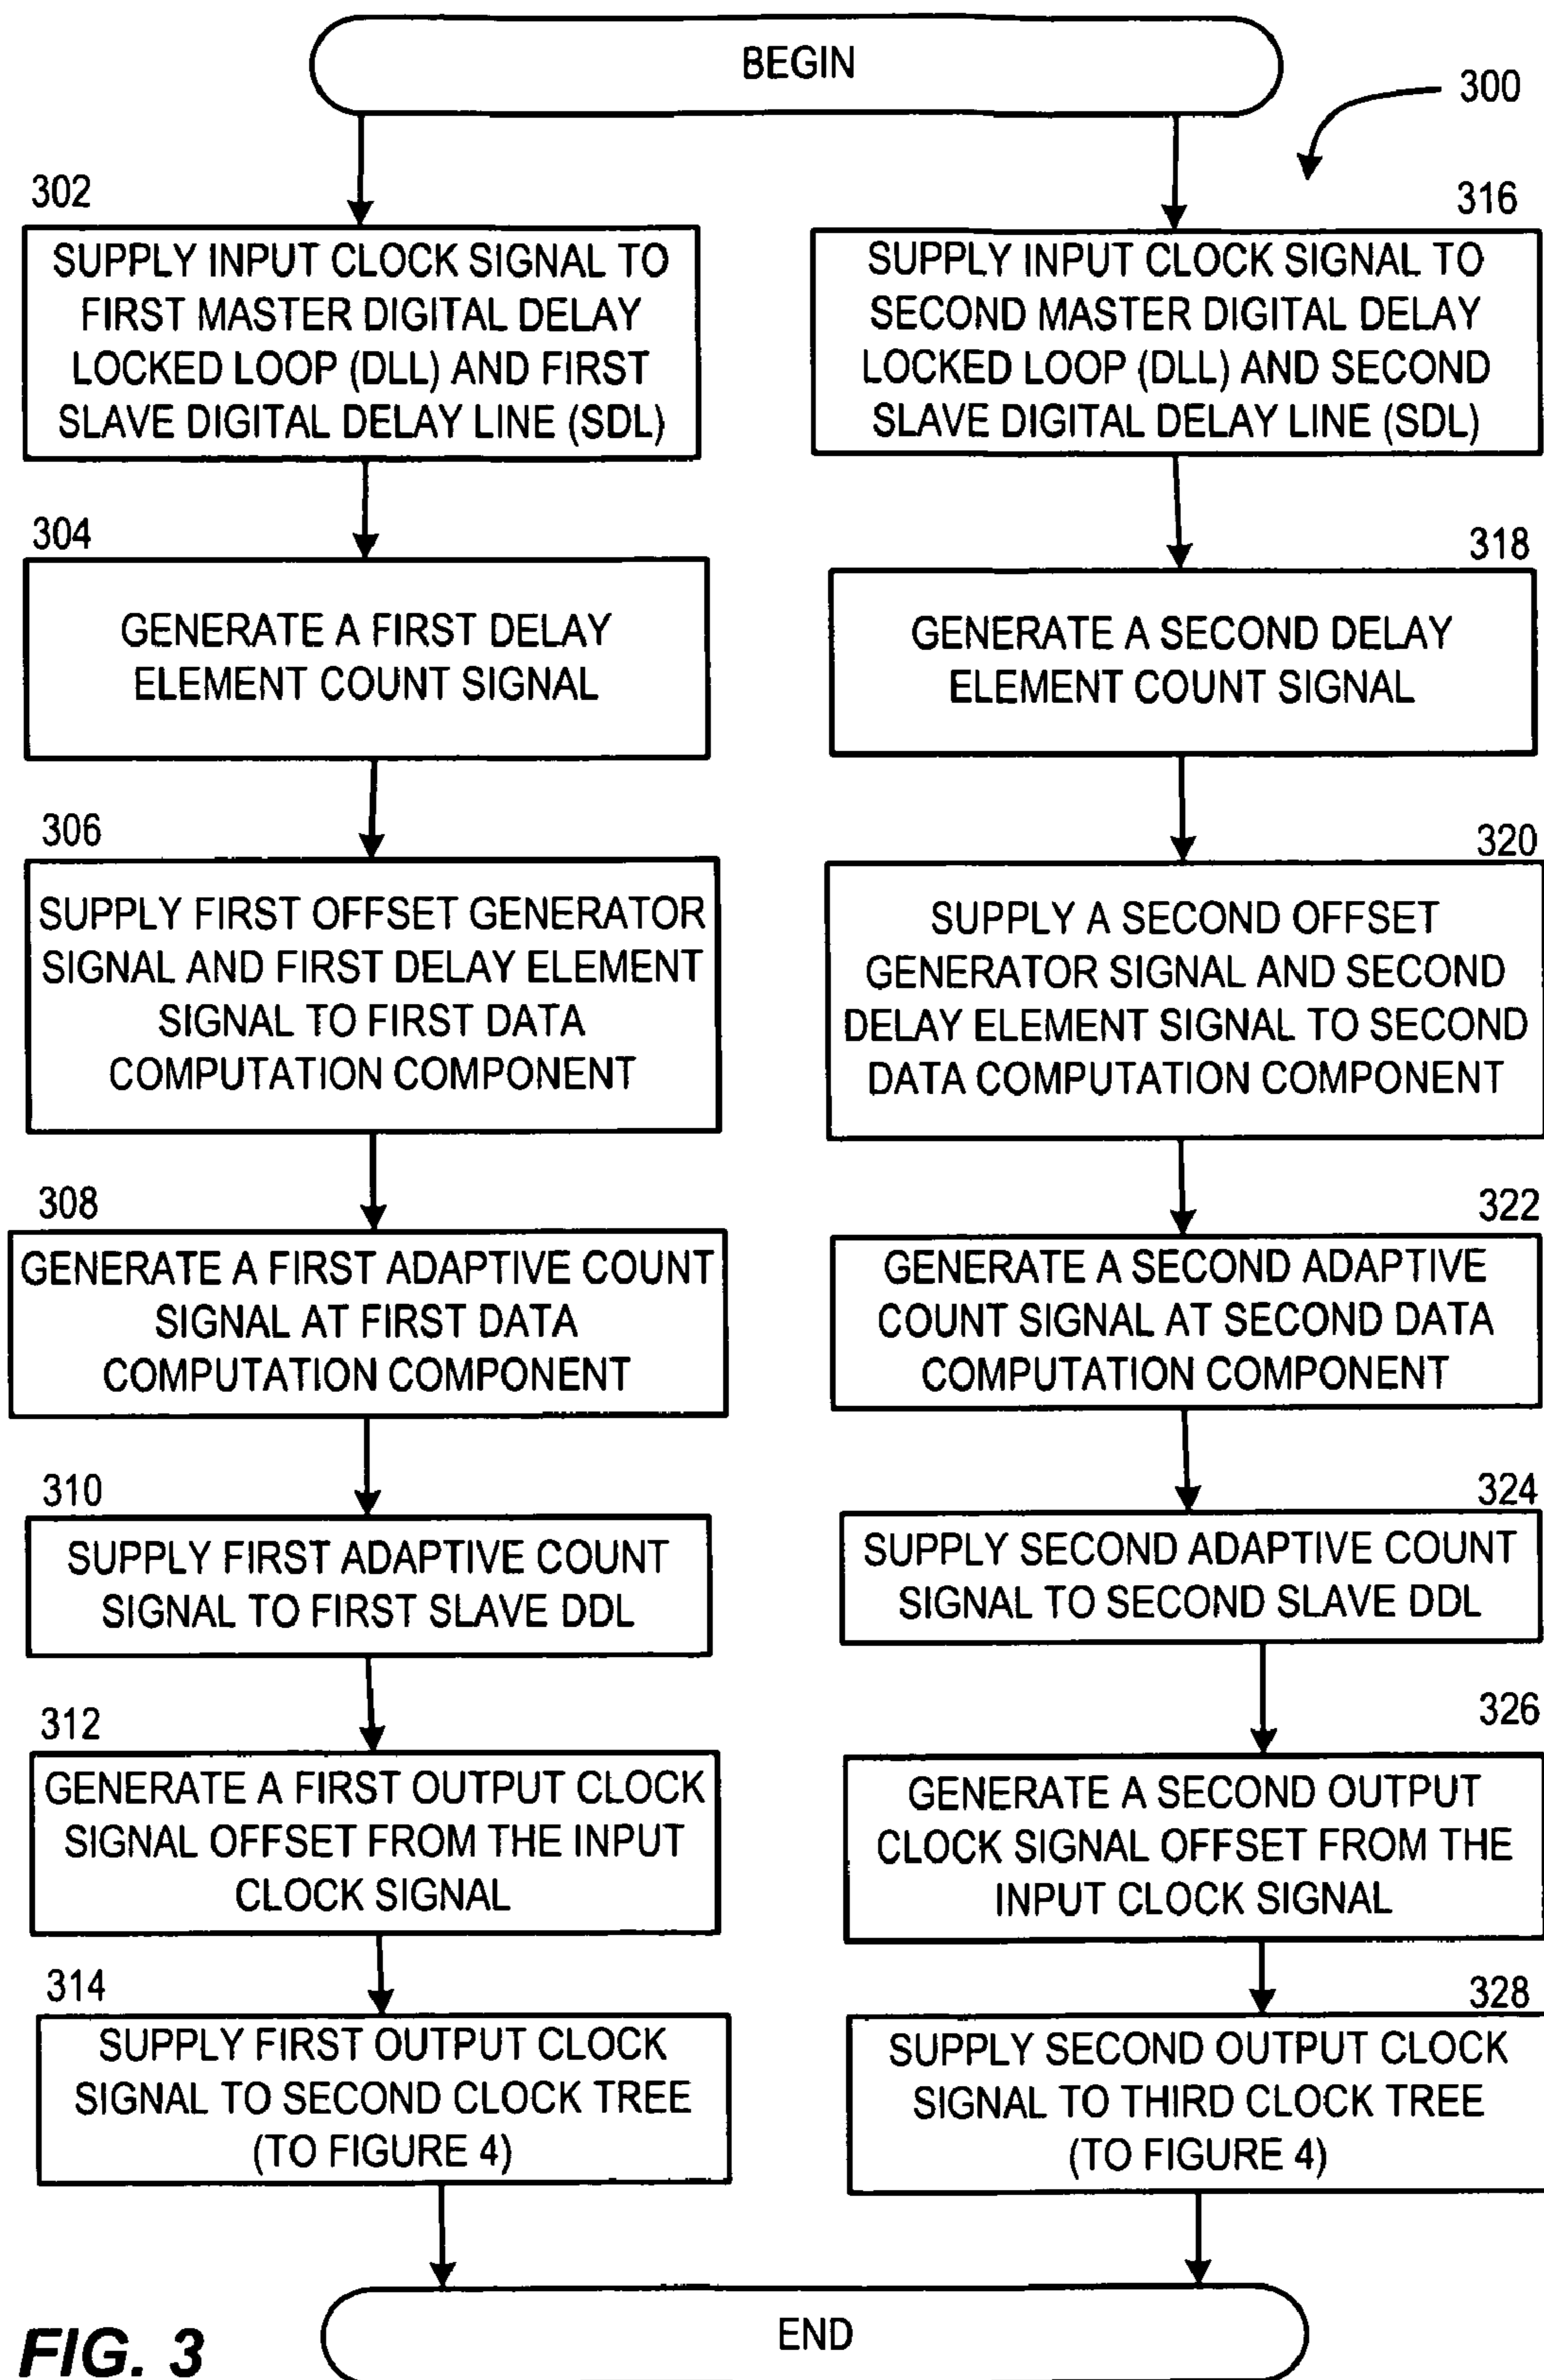 BEGIN
300
302
SUPPLY INPUT CLOCK SIGNAL TO
FIRST MASTER DIGITAL DELAY
LOCKED LOOP (DLL) AND FIRST
SLAVE DIGITAL DELAY LINE (SDL)
304
GENERATE A FIRST DELAY
ELEMENT COUNT SIGNAL
306
SUPPLY FIRST OFFSET GENERATOR
SIGNAL AND FIRST DELAY ELEMENT
SIGNAL TO FIRST DATA
COMPUTATION COMPONENT
308
GENERATE A FIRST ADAPTIVE COUNT
SIGNAL AT FIRST DATA
COMPUTATION COMPONENT
310
SUPPLY FIRST ADAPTIVE COUNT
SIGNAL TO FIRST SLAVE DDL
312
GENERATE A FIRST OUTPUT CLOCK
SIGNAL OFFSET FROM THE INPUT
CLOCK SIGNAL
314
SUPPLY FIRST OUTPUT CLOCK
SIGNAL TO SECOND CLOCK TREE
(TO FIGURE 4)
316
SUPPLY INPUT CLOCK SIGNAL TO
SECOND MASTER DIGITAL DELAY
LOCKED LOOP (DLL) AND SECOND
SLAVE DIGITAL DELAY LINE (SDL)
318
GENERATE A SECOND DELAY
ELEMENT COUNT SIGNAL
320
SUPPLY A SECOND OFFSET
GENERATOR SIGNAL AND SECOND
DELAY ELEMENT SIGNAL TO SECOND
DATA COMPUTATION COMPONENT
322
GENERATE A SECOND ADAPTIVE
COUNT SIGNAL AT SECOND DATA
COMPUTATION COMPONENT
324
SUPPLY SECOND ADAPTIVE COUNT
SIGNAL TO SECOND SLAVE DDL
326
GENERATE A SECOND OUTPUT
CLOCK SIGNAL OFFSET FROM THE
INPUT CLOCK SIGNAL
328
SUPPLY SECOND OUTPUT CLOCK
SIGNAL TO THIRD CLOCK TREE
(TO FIGURE 4)
END
FIG. 3